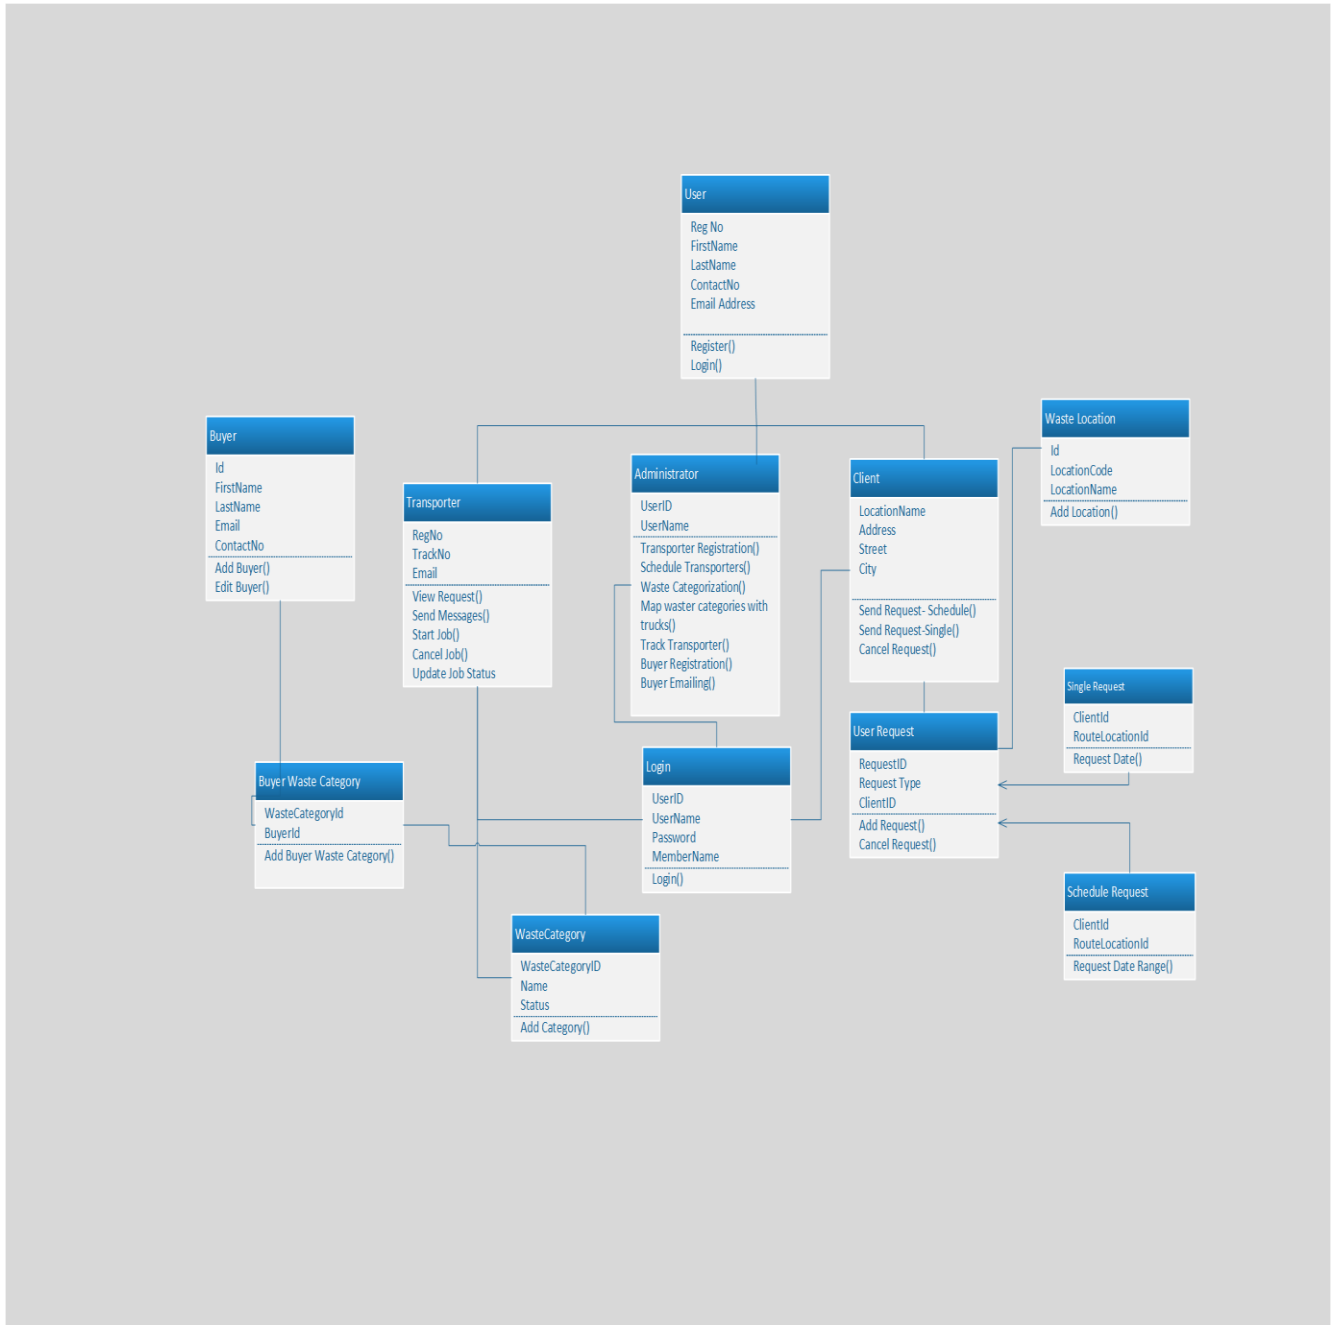 User
Reg No
FirstName
LastName
ContactNo
Email Address
Register()
Login()
Buyer
Id
FirstName
LastName
Email
ContactNo
Add Buyer()
Edit Buyer()
Transporter
RegNo
TrackNo
Email
View Request()
Send Messages()
Start Job()
Cancel Job()
Update Job Status
Administrator
UserID
UserName
Transporter Registration()
Schedule Transporters()
Waste Categorization()
Map waster categories with
trucks()
Track Transporter()
Buyer Registration()
Buyer Emailing()
Client
LocationName
Address
Street
City
Send Request- Schedule()
Send Request-Single()
Cancel Request()
Waste Location
Id
LocationCode
LocationName
Add Location()
Single Request
ClientId
RouteLocationId
Request Date()
User Request
RequestID
Request Type
ClientID
Add Request()
Cancel Request()
Login
UserID
UserName
Password
MemberName
Login()
Buyer Waste Category
WasteCategoryId
BuyerId
Add Buyer Waste Category()
Schedule Request
ClientId
RouteLocationId
Request Date Range()
WasteCategory
WasteCategoryID
Name
Status
Add Category()